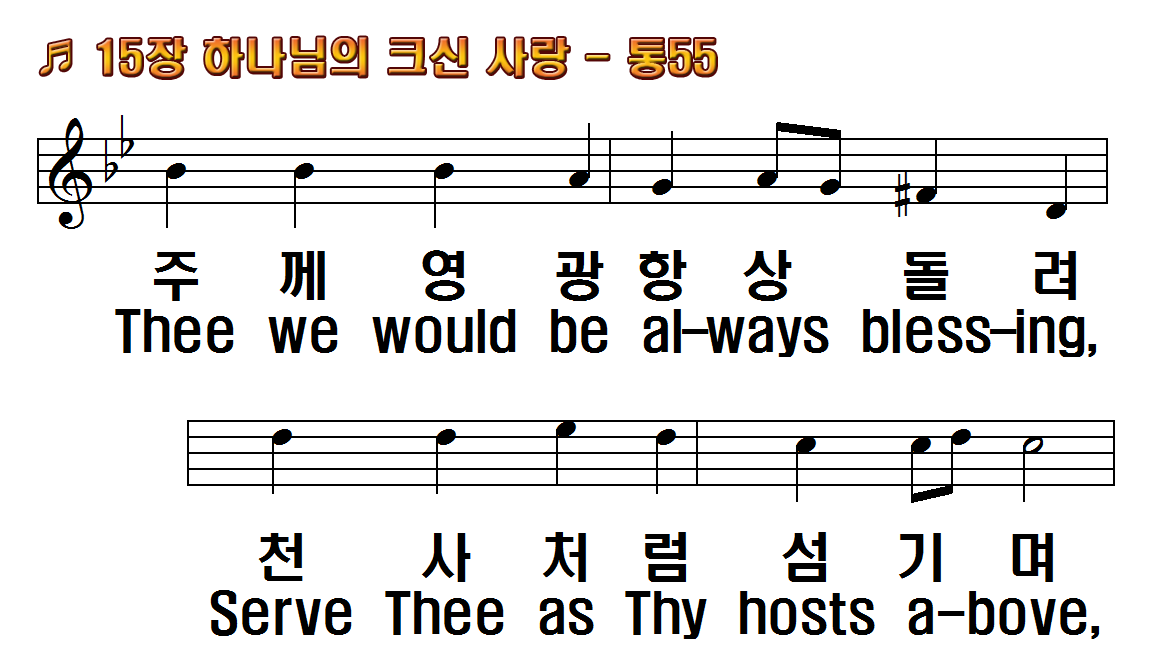 ♬ 15장 하나님의 크신 사랑 - 통55
주 께 영 광 항 상 돌 려
Thee we would be al-ways bless-ing,
천 사 처 럼 섬 기 며
Serve Thee as Thy hosts a-bove,